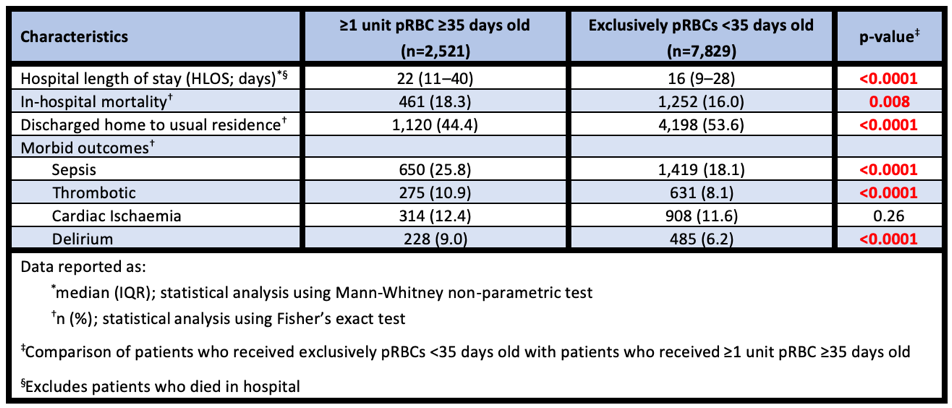 Characteristics ≥1 unit pRBC ≥35 days old (n=2,521) Exclusively pRBCs <35 days old (n=7,829) p-value‡
Hospital length of stay (HLOS; days)*§ 22 (11–40) 16 (9–28) <0.0001
In-hospital mortality† 461 (18.3) 1,252 (16.0) 0.008
Discharged home to usual residence† 1,120 (44.4) 4,198 (53.6) <0.0001
Morbid outcomes†
Sepsis 650 (25.8) 1,419 (18.1) <0.0001
Thrombotic 275 (10.9) 631 (8.1) <0.0001
Cardiac Ischaemia 314 (12.4) 908 (11.6) 0.26
Delirium 228 (9.0) 485 (6.2) <0.0001
Data reported as:
*median (IQR); statistical analysis using Mann-Whitney non-parametric test
†n (%); statistical analysis using Fisher’s exact test
‡Comparison of patients who received exclusively pRBCs <35 days old with patients who received ≥1 unit pRBC ≥35 days old
§Excludes patients who died in hospital